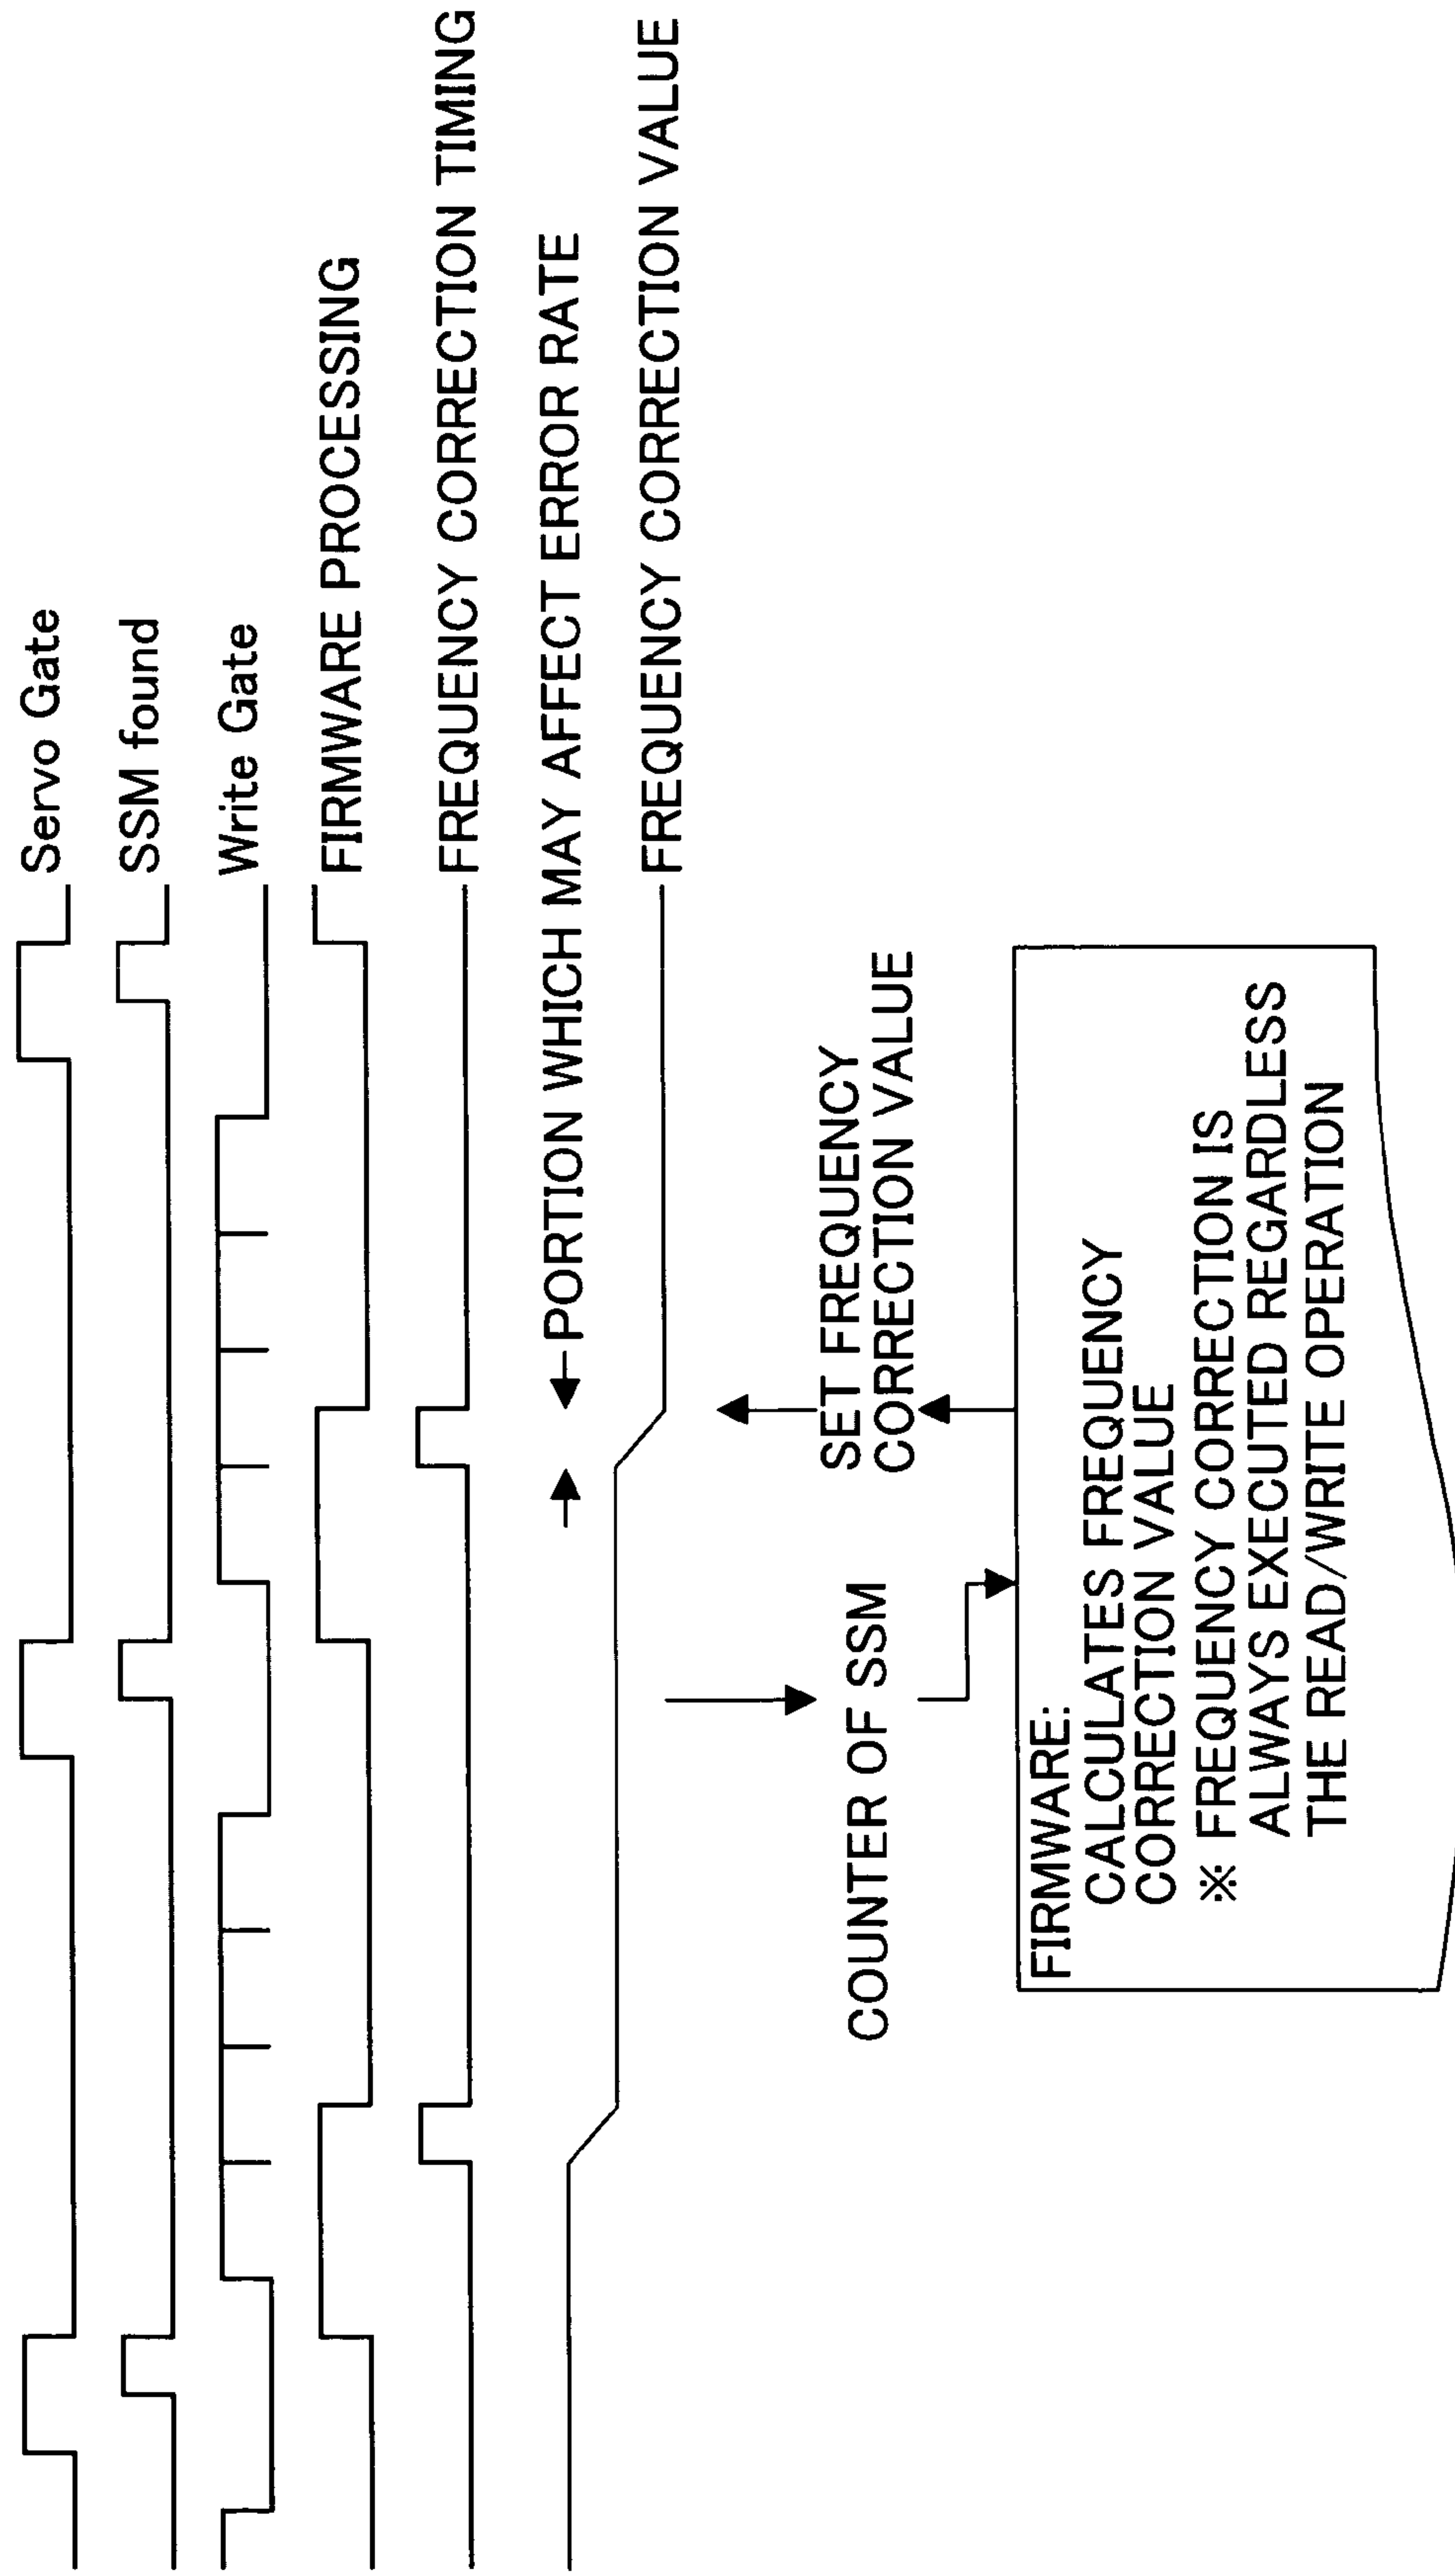 Servo Gate
SSM found
Write Gate
FIRMWARE PROCESSING
FREQUENCY CORRECTION TIMING
PORTION WHICH MAY AFFECT ERROR RATE
FREQUENCY CORRECTION VALUE
COUNTER OF SSM
SET FREQUENCY
CORRECTION VALUE
FIRMWARE:
CALCULATES FREQUENCY
CORRECTION VALUE
※ FREQUENCY CORRECTION IS
ALWAYS EXECUTED REGARDLESS
THE READ/WRITE OPERATION